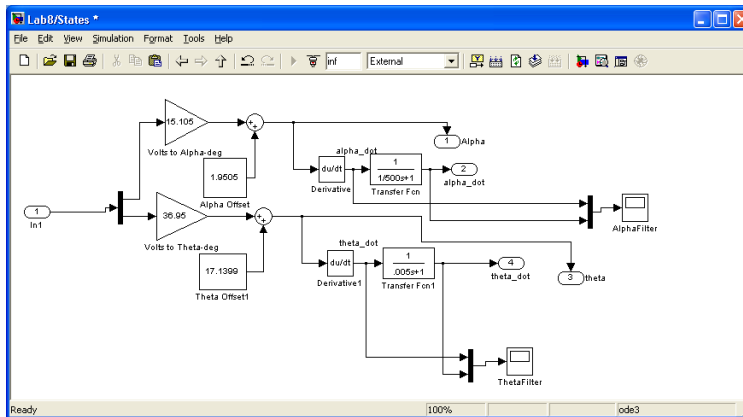 Lab8/States *
File Edit View Simulation Format Tools Help
inf External
15.105
Volts to Alpha-deg
1.9505
Alpha Offset
1
In1
36.95
Volts to Theta-deg
17.1399
Theta Offset1
alpha_dot
du/dt
Derivative
1
1/500s+1
Transfer Fcn
1
Alpha
2
alpha_dot
AlphaFilter
theta_dot
du/dt
Derivative1
1
.005s+1
Transfer Fcn1
4
theta_dot
3
theta
ThetaFilter
Ready 100% ode3